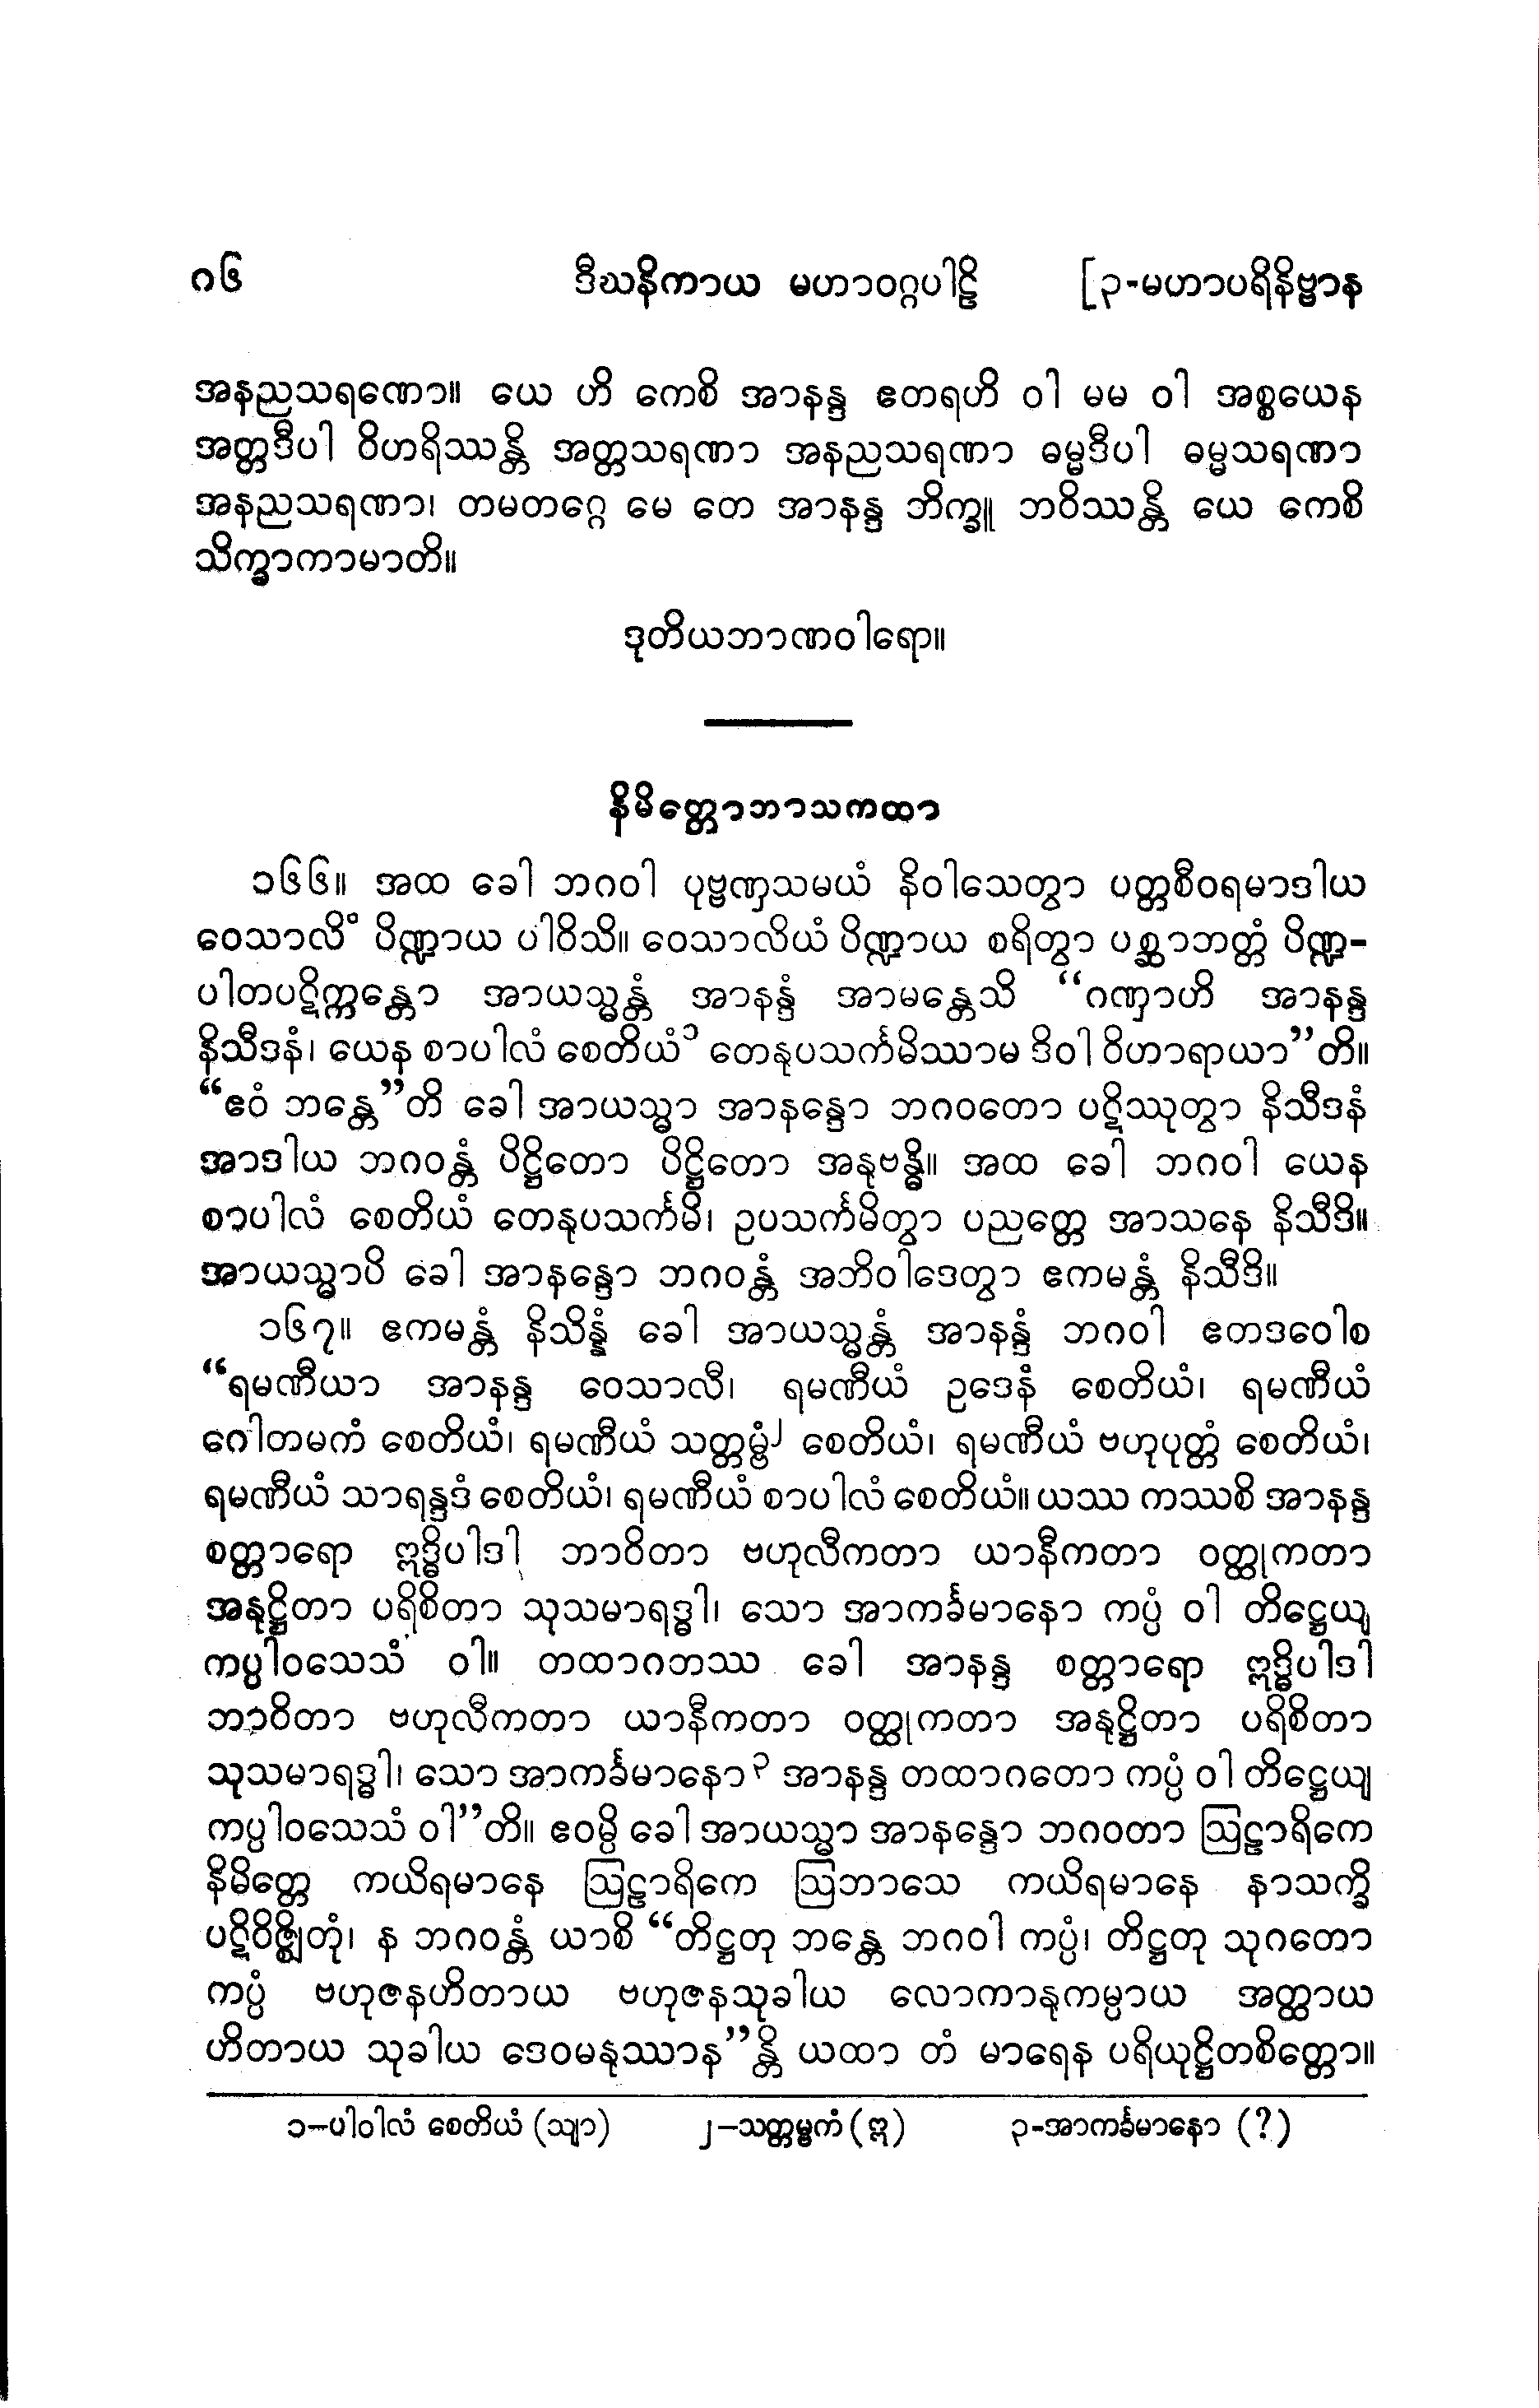 ၈၆ ဒီဃနိကာယ မဟာဝဂ္ဂပါဠိ [၃-မဟာပရိနိဗ္ဗာန
အနညသရဏော။ ယေ ဟိ ကေစိ အာနန္ဒ ဧတရဟိ ဝါ မမ ဝါ အစ္စယေန
အတ္တဒီပါ ဝိဟရိဿန္တိ အတ္တသရဏာ အနညသရဏာ ဓမ္မဒီပါ ဓမ္မသရဏာ
အနညသရဏာ၊ တမတဂ္ဂေ မေ တေ အာနန္ဒ ဘိက္ခူ ဘဝိဿန္တိ ယေ ကေစိ
သိက္ခာကာမာတိ။
ဒုတိယဘာဏဝါရော။
နိမိတ္တောဘာသကထာ
၁၆၆။ အထ ခေါ ဘဂဝါ ပုဗ္ဗဏှသမယံ နိဝါသေတွာ ပတ္တစီဝရမာဒါယ
ဝေသာလိံ ပိဏ္ဍာယ ပါဝိသိ။ ဝေသာလိယံ ပိဏ္ဍာယ စရိတွာ ပစ္ဆာဘတ္တံ ပိဏ္ဍ-
ပါတပဋိက္ကန္တော အာယသ္မန္တံ အာနန္ဒံ အာမန္တေသိ “ဂဏှာဟိ အာနန္ဒ
နိသီဒနံ၊ ယေန စာပါလံ စေတိယံ၁ တေနုပသင်္ကမိဿာမ ဒိဝါ ဝိဟာရာယာ”တိ။
“ဧဝံ ဘန္တေ”တိ ခေါ အာယသ္မာ အာနန္ဒော ဘဂဝတော ပဋိဿုတွာ နိသီဒနံ
အာဒါယ ဘဂဝန္တံ ပိဋ္ဌိတော ပိဋ္ဌိတော အနုဗန္ဓိ။ အထ ခေါ ဘဂဝါ ယေန
စာပါလံ စေတိယံ တေနုပသင်္ကမိ၊ ဥပသင်္ကမိတွာ ပညတ္တေ အာသနေ နိသီဒိ။
အာယသ္မာပိ ခေါ အာနန္ဒော ဘဂဝန္တံ အဘိဝါဒေတွာ ဧကမန္တံ နိသီဒိ။
၁၆၇။ ဧကမန္တံ နိသိန္နံ ခေါ အာယသ္မန္တံ အာနန္ဒံ ဘဂဝါ ဧတဒဝေါစ
“ရမဏီယာ အာနန္ဒ ဝေသာလီ၊ ရမဏီယံ ဥဒေနံ စေတိယံ၊ ရမဏီယံ
ဂေါတမကံ စေတိယံ၊ ရမဏီယံ သတ္တမ္ဗံ၂ စေတိယံ၊ ရမဏီယံ ဗဟုပုတ္တံ စေတိယံ၊
ရမဏီယံ သာရန္ဒဒံ စေတိယံ၊ ရမဏီယံ စာပါလံ စေတိယံ။ ယဿ ကဿစိ အာနန္ဒ
စတ္တာရော ဣဒ္ဓိပါဒါ ဘာဝိတာ ဗဟုလီကတာ ယာနီကတာ ဝတ္ထုကတာ
အနုဋ္ဌိတာ ပရိစိတာ သုသမာရဒ္ဓါ၊ သော အာကင်္ခမာနော ကပ္ပံ ဝါ တိဋ္ဌေယျ
ကပ္ပါဝသေသံ ဝါ။ တထာဂတဿ ခေါ အာနန္ဒ စတ္တာရော ဣဒ္ဓိပါဒါ
ဘာဝိတာ ဗဟုလီကတာ ယာနီကတာ ဝတ္ထုကတာ အနုဋ္ဌိတာ ပရိစိတာ
သုသမာရဒ္ဓါ၊ သော အာကင်္ခမာနော၃ အာနန္ဒ တထာဂတော ကပ္ပံ ဝါ တိဋ္ဌေယျ
ကပ္ပါဝသေသံ ဝါ”တိ။ ဧဝမ္ပိ ခေါ အာယသ္မာ အာနန္ဒော ဘဂဝတာ ဩဠာရိကေ
နိမိတ္တေ ကယိရမာနေ ဩဠာရိကေ ဩဘာသေ ကယိရမာနေ နာသက္ခိ
ပဋိဝိဇ္ဈိတုံ၊ န ဘဂဝန္တံ ယာစိ “တိဋ္ဌတု ဘန္တေ ဘဂဝါ ကပ္ပံ၊ တိဋ္ဌတု သုဂတော
ကပ္ပံ ဗဟုဇနဟိတာယ ဗဟုဇနသုခါယ လောကာနုကမ္ပာယ အတ္ထာယ
ဟိတာယ သုခါယ ဒေဝမနုဿာန”န္တိ ယထာ တံ မာရေန ပရိယုဋ္ဌိတစိတ္တော။
၁–ပါဝါလံ စေတိယံ (သျာ) ၂–သတ္တမ္ဗကံ (ဣ) ၃-အာကင်္ခမာနော (?)